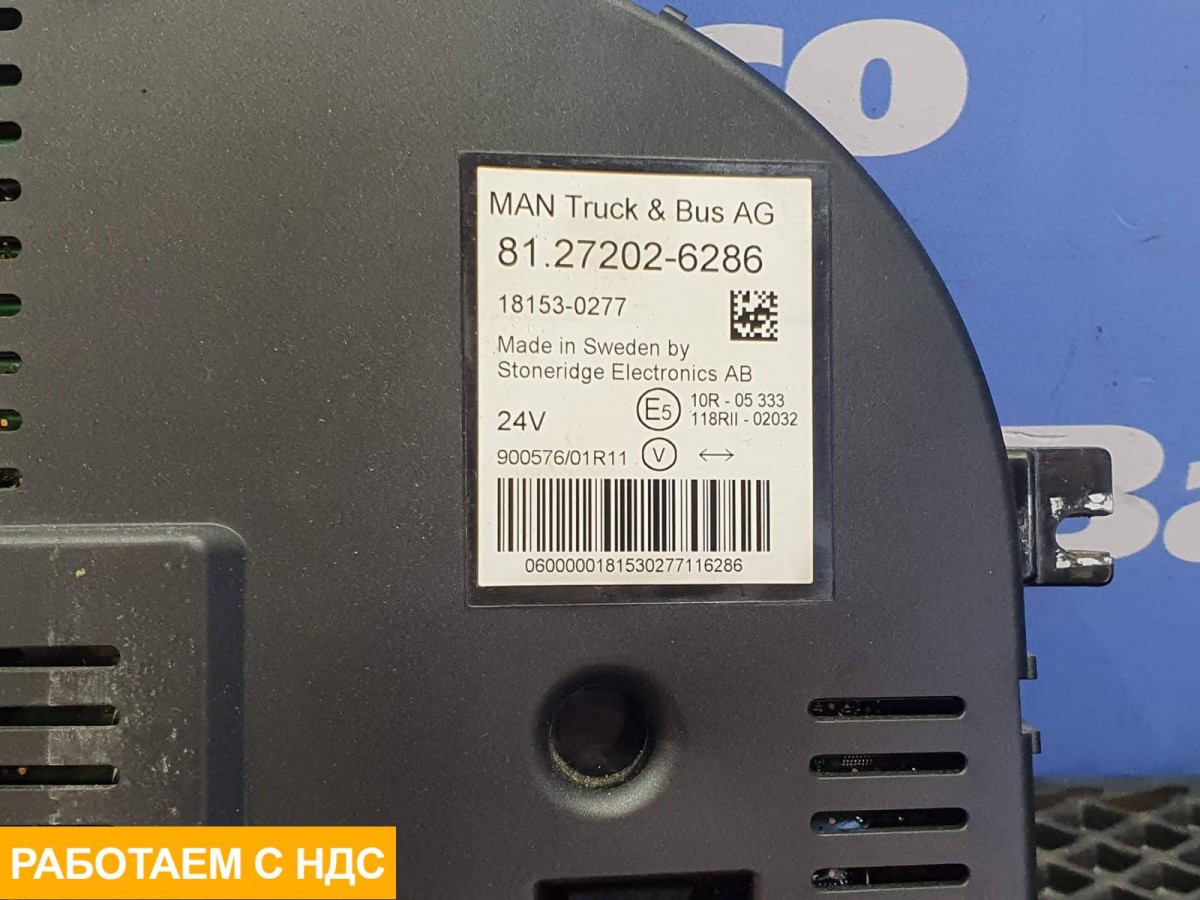 MAN Truck & Bus AG
81.27202-6286
18153-0277
Made in Sweden by
Stoneridge Electronics AB
24V
E5
10R - 05 333
118RII - 02032
900576/01R11
V
↔
0600000181530277116286
РАБОТАЕМ С НДС